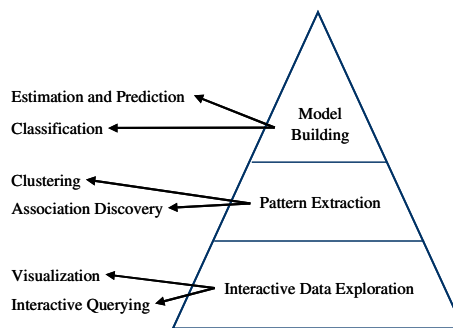 Estimation and Prediction
Classification
Model
Building
Clustering
Association Discovery
Pattern Extraction
Visualization
Interactive Querying
Interactive Data Exploration